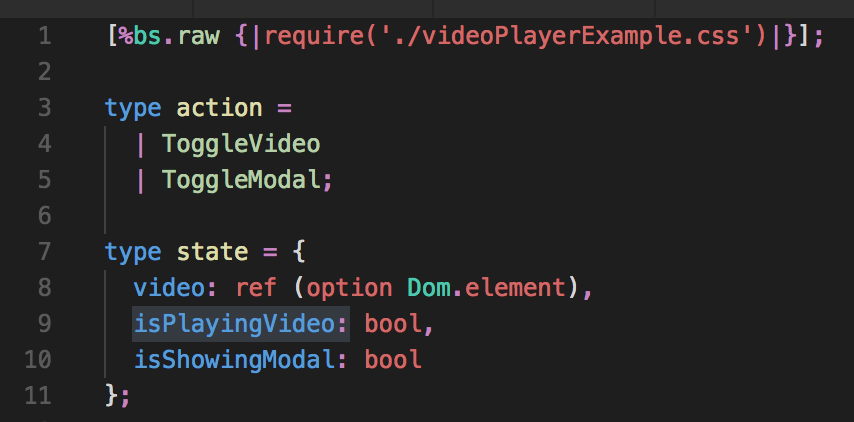 1 [%bs.raw {|require('./videoPlayerExample.css')|}];
2
3 type action =
4 | ToggleVideo
5 | ToggleModal;
6
7 type state = {
8 video: ref (option Dom.element),
9 isPlayingVideo: bool,
10 isShowingModal: bool
11 };